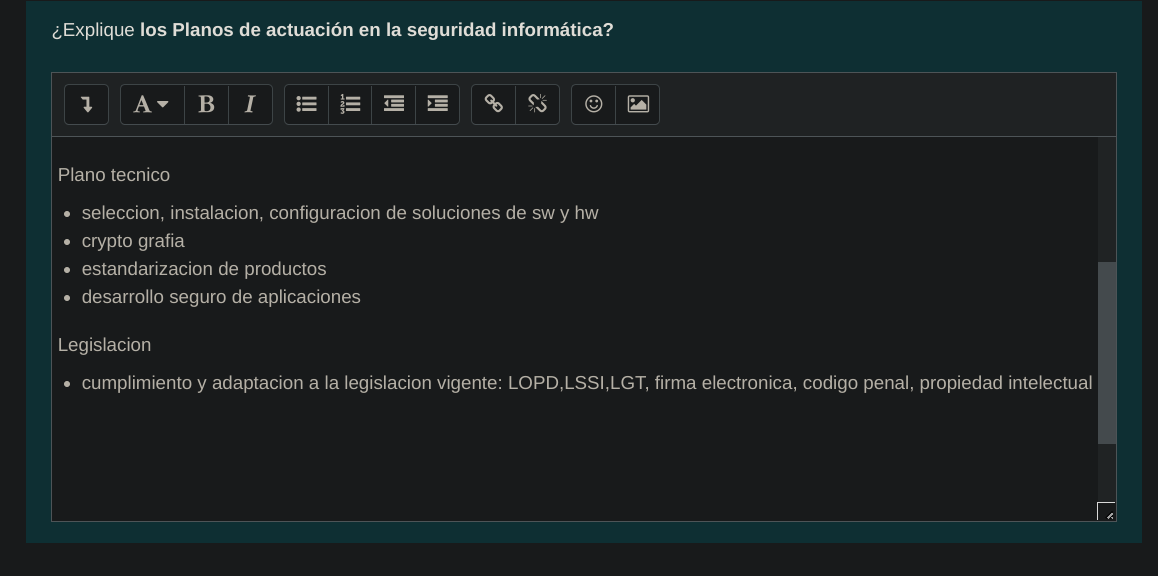 ¿Explique los Planos de actuación en la seguridad informática?
A B I
Plano tecnico
seleccion, instalacion, configuracion de soluciones de sw y hw
crypto grafia
estandarizacion de productos
desarrollo seguro de aplicaciones
Legislacion
cumplimiento y adaptacion a la legislacion vigente: LOPD,LSSI,LGT, firma electronica, codigo penal, propiedad intelectual